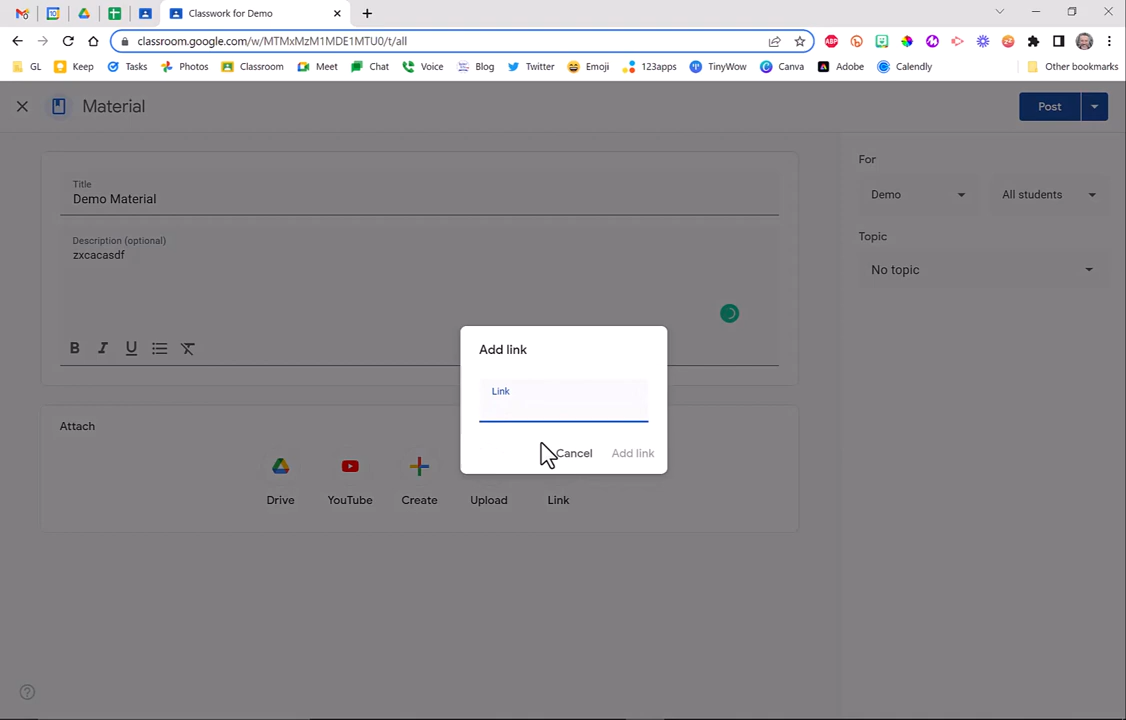 Classwork for Demo
classroom.google.com/w/MTMxMzM1MDE1MTU0/t/all
GL Keep Tasks Photos Classroom Meet Chat Voice Blog Twitter Emoji 123apps TinyWow Canva Adobe Calendly Other bookmarks
Material
Post
Title
Demo Material
Description (optional)
zxcacasdf
B I U
For
Demo All students
Topic
No topic
Add link
Link
Cancel Add link
Attach
Drive YouTube Create Upload Link